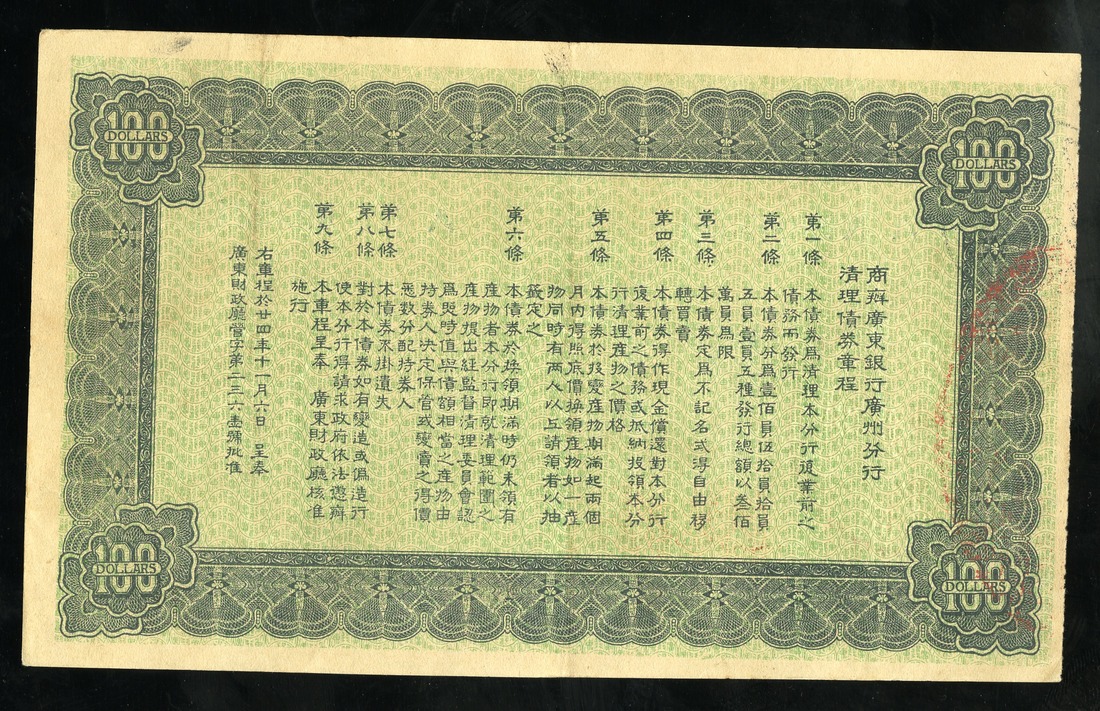 100
DOLLARS
100
DOLLARS
商辦廣東銀行廣州分行
清理債券章程
第一條 本債券爲清理本分行復業前之
債務而發行
第二條 本債券分爲壹佰員伍拾員拾員
五員壹員五種發行總額以叁佰
萬員爲限
第三條 本債券定爲不記名式得自由移
轉買賣
第四條 本債券得作現金償還對本分行
復業前之債務或抵納投領本分
行清理產物之價格
第五條 本債券於投變產物期滿起兩個
月內得照底價換領產物如一產
物同時有兩人以上請領者以抽
籤定之
第六條 本債券於換領期滿時仍未領有
產物者本分行即就清理範圍之
產物提出經監督清理委員會認
爲時值與債額相當之產物由
持券人決定保管或變賣之得價
悉數分配持券人
第七條 本債券不掛遺失
第八條 對於本債券如有變造或偽造行
使本分行得請求政府依法懲辦
第九條 本章程呈奉 廣東財政廳核准
施行
右章程於廿四年十一月六日 呈奉
廣東財政廳營字第二三六壹號批准
100
DOLLARS
100
DOLLARS